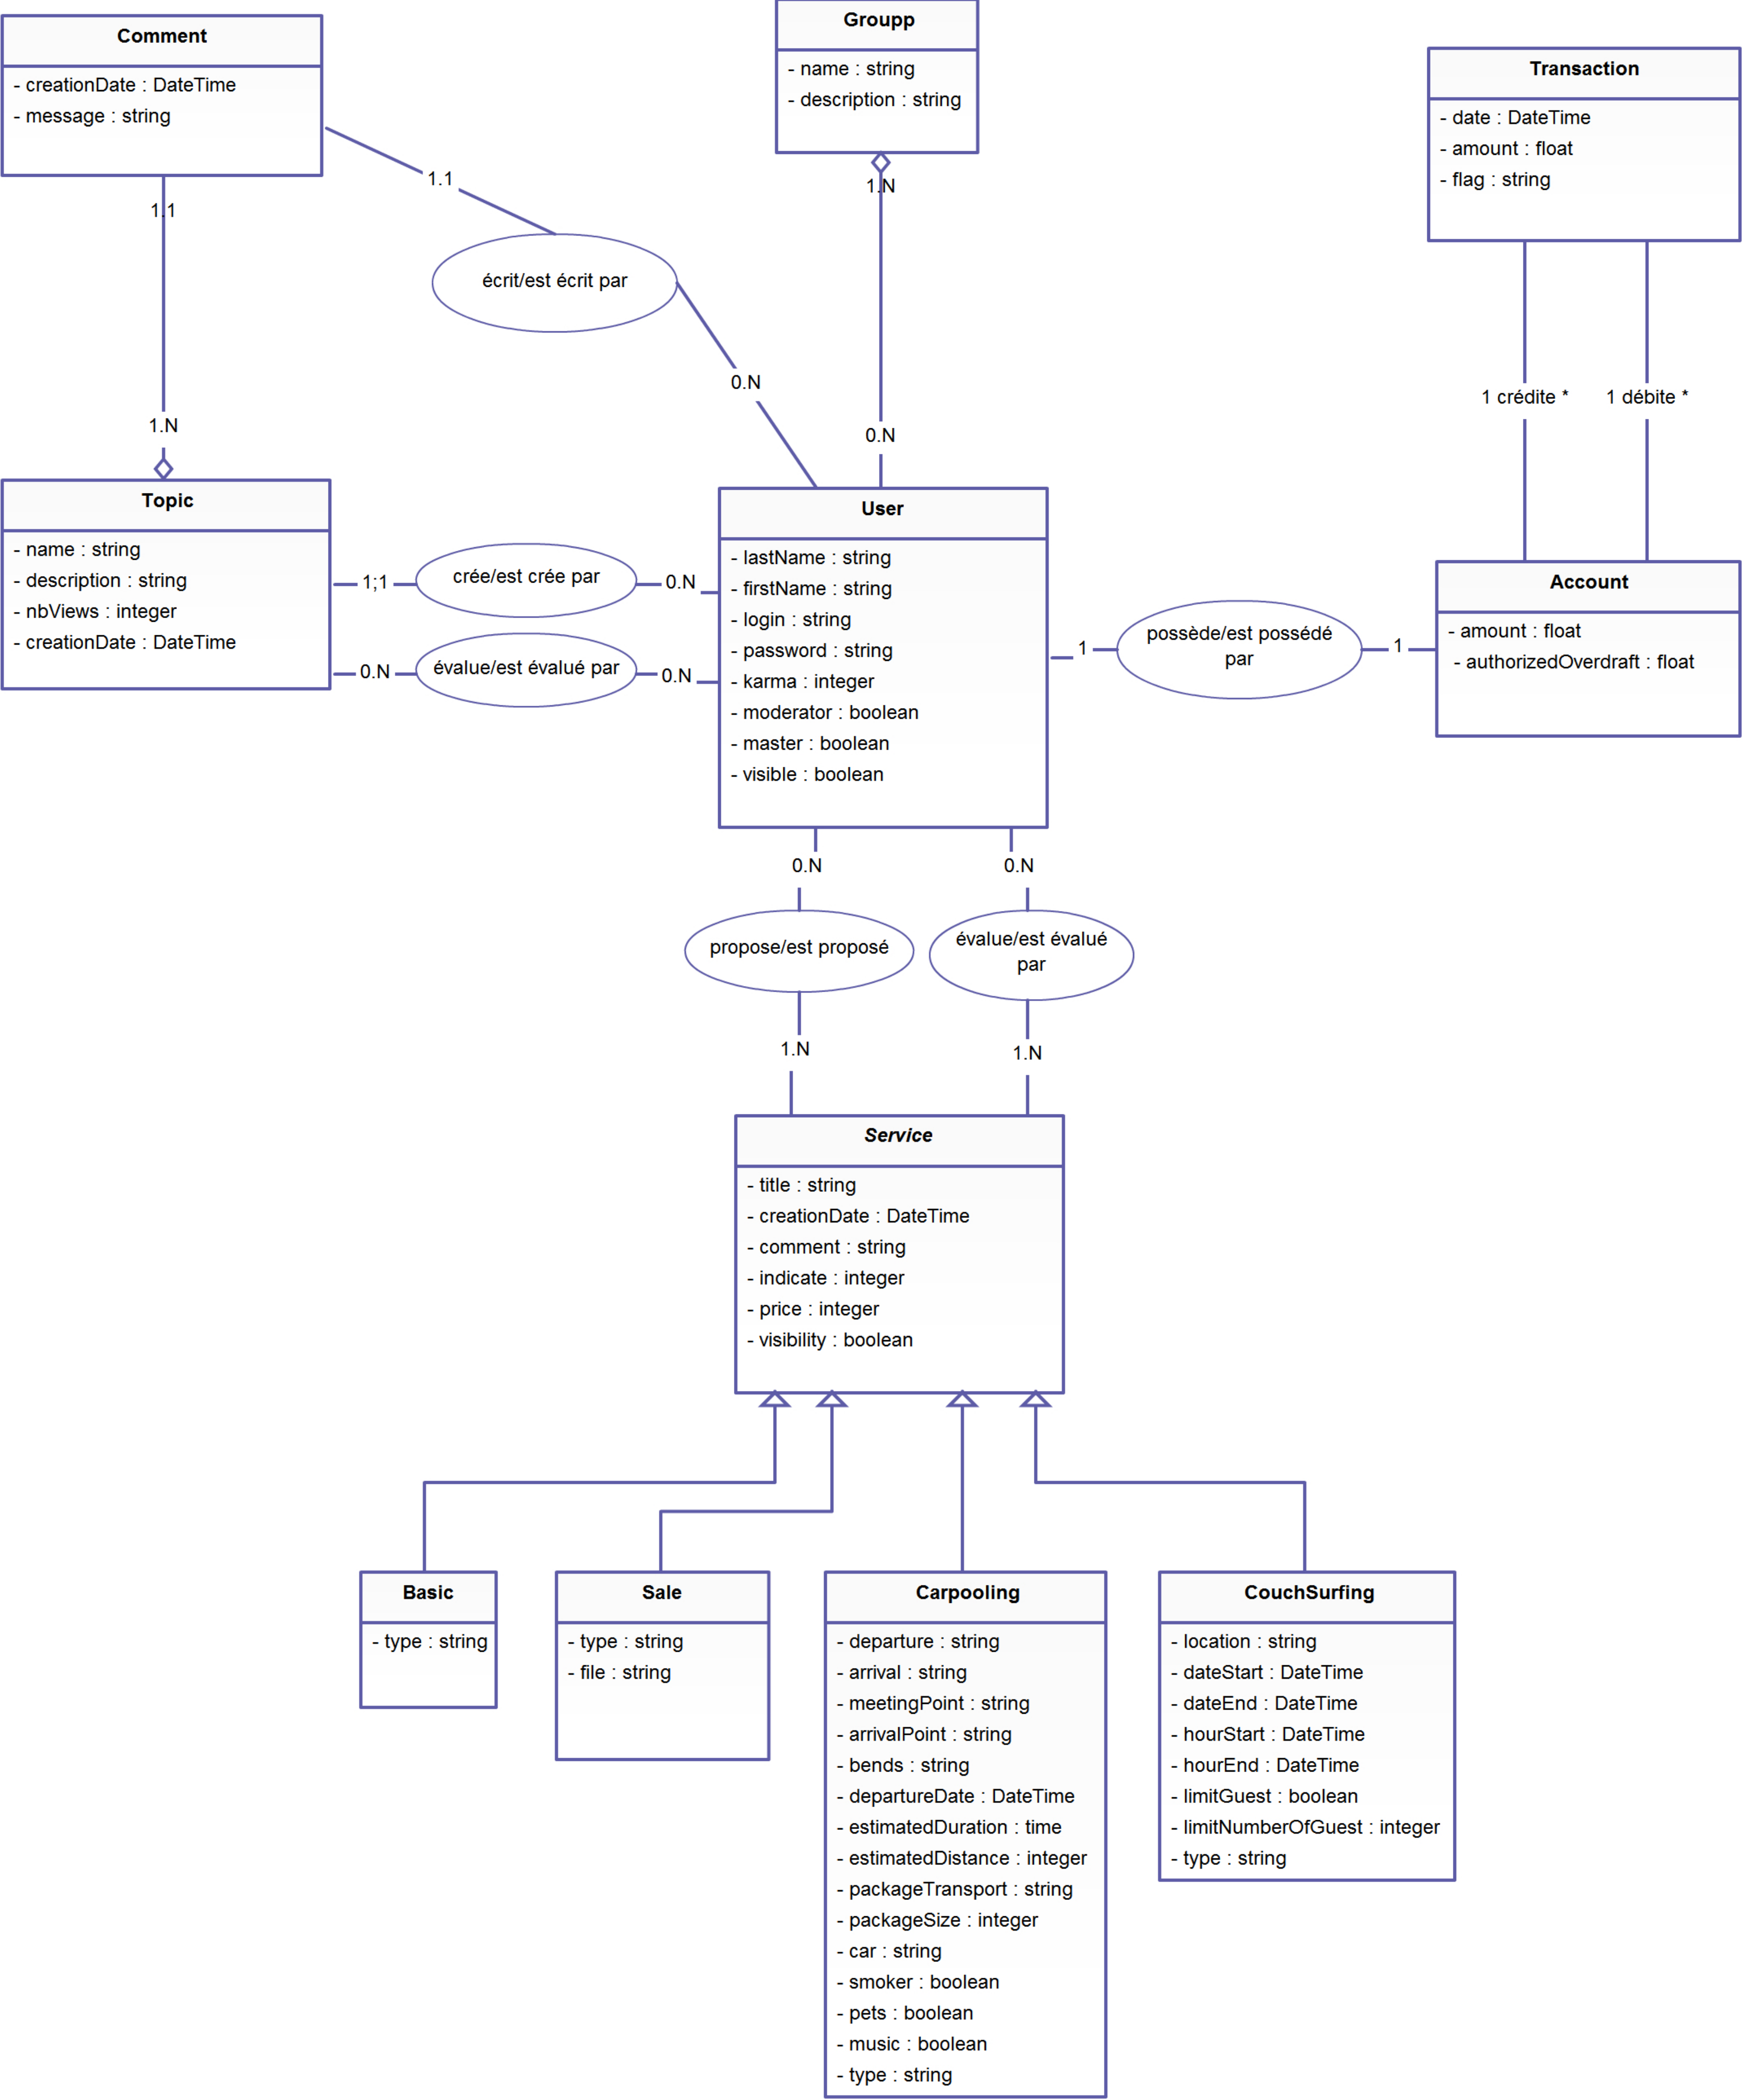 Comment
- creationDate : DateTime
- message : string
Groupp
- name : string
- description : string
Transaction
- date : DateTime
- amount : float
- flag : string
1.1
1.N
1.1
écrit/est écrit par
0.N
1.N
0.N
1 crédite *
1 débite *
Topic
- name : string
- description : string
- nbViews : integer
- creationDate : DateTime
1;1
crée/est crée par
0.N
0.N
évalue/est évalué par
0.N
User
- lastName : string
- firstName : string
- login : string
- password : string
- karma : integer
- moderator : boolean
- master : boolean
- visible : boolean
1
possède/est possédé
par
1
Account
- amount : float
- authorizedOverdraft : float
0.N
propose/est proposé
1.N
0.N
évalue/est évalué
par
1.N
Service
- title : string
- creationDate : DateTime
- comment : string
- indicate : integer
- price : integer
- visibility : boolean
Basic
- type : string
Sale
- type : string
- file : string
Carpooling
- departure : string
- arrival : string
- meetingPoint : string
- arrivalPoint : string
- bends : string
- departureDate : DateTime
- estimatedDuration : time
- estimatedDistance : integer
- packageTransport : string
- packageSize : integer
- car : string
- smoker : boolean
- pets : boolean
- music : boolean
- type : string
CouchSurfing
- location : string
- dateStart : DateTime
- dateEnd : DateTime
- hourStart : DateTime
- hourEnd : DateTime
- limitGuest : boolean
- limitNumberOfGuest : integer
- type : string